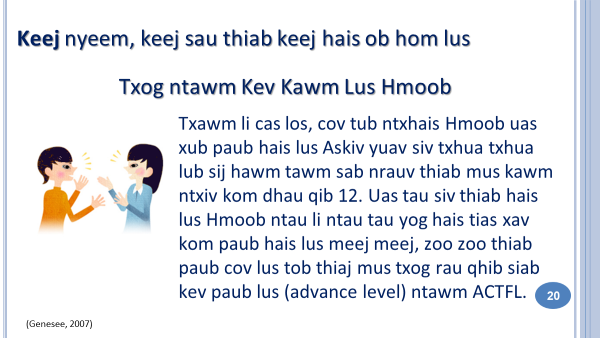 Keej nyeem, keej sau thiab keej hais ob hom lus
Txog ntawm Kev Kawm Lus Hmoob
Txawm li cas los, cov tub ntxhais Hmoob uas
xub paub hais lus Askiv yuav siv txhua txhua
lub sij hawm tawm sab nrauv thiab mus kawm
ntxiv kom dhau qib 12. Uas tau siv thiab hais
lus Hmoob ntau li ntau tau yog hais tias xav
kom paub hais lus meej meej, zoo zoo thiab
paub cov lus tob thiaj mus txog rau qhib siab
kev paub lus (advance level) ntawm ACTFL.
20
(Genesee, 2007)